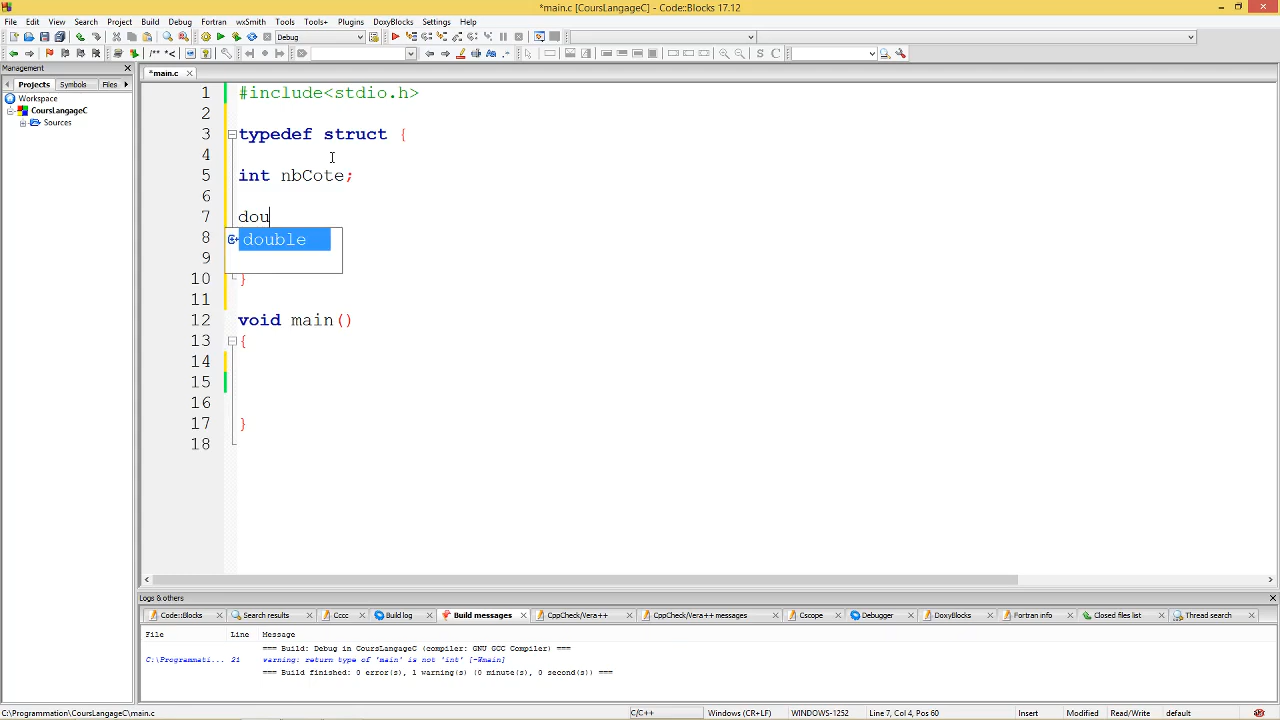 *main.c [CoursLangageC] - Code::Blocks 17.12
File Edit View Search Project Build Debug Fortran wxSmith Tools Tools+ Plugins DoxyBlocks Settings Help
Debug
/** *<
Management
Projects Symbols Files
*main.c
Workspace
CoursLangageC
Sources
1 #include<stdio.h>
2
3 typedef struct {
4
5 int nbCote;
6
7 dou
8 double
9
10 }
11
12 void main()
13 {
14
15
16
17 }
18
Logs & others
Code::Blocks Search results Cccc Build log Build messages CppCheck/Vera++ CppCheck/Vera++ messages Cscope Debugger DoxyBlocks Fortran info Closed files list Thread search
File Line Message
=== Build: Debug in CoursLangageC (compiler: GNU GCC Compiler) ===
C:\Programmati... 21 warning: return type of 'main' is not 'int' [-Wmain]
=== Build finished: 0 error(s), 1 warning(s) (0 minute(s), 0 second(s)) ===
C:\Programmation\CoursLangageC\main.c C/C++ Windows (CR+LF) WINDOWS-1252 Line 7, Col 4, Pos 60 Insert Modified Read/Write default